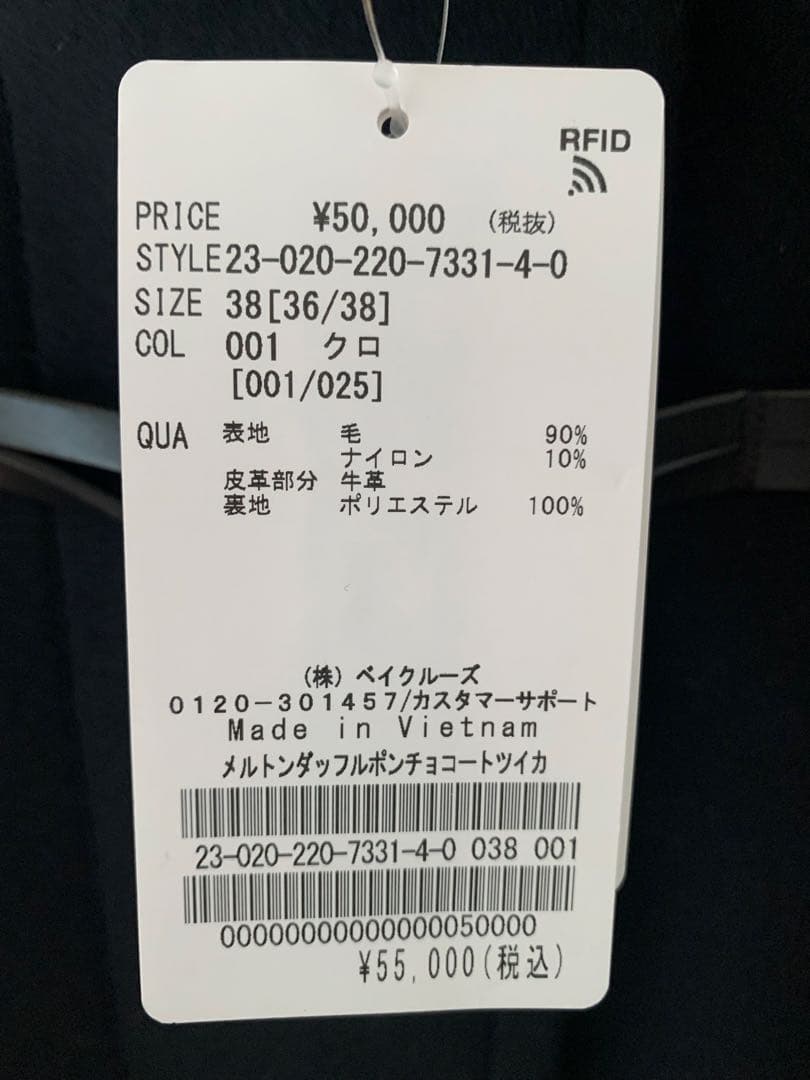 RFID
PRICE ¥50,000 (税抜)
STYLE23-020-220-7331-4-0
SIZE 38[36/38]
COL 001 クロ
[001/025]
QUA 表地 毛 90%
ナイロン 10%
皮革部分 牛革
裏地 ポリエステル 100%
(株)ベイクルーズ
0120-301457/カスタマーサポート
Made in Vietnam
メルトンダッフルポンチョコートツイカ
23-020-220-7331-4-0 038 001
00000000000000050000
¥55,000(税込)